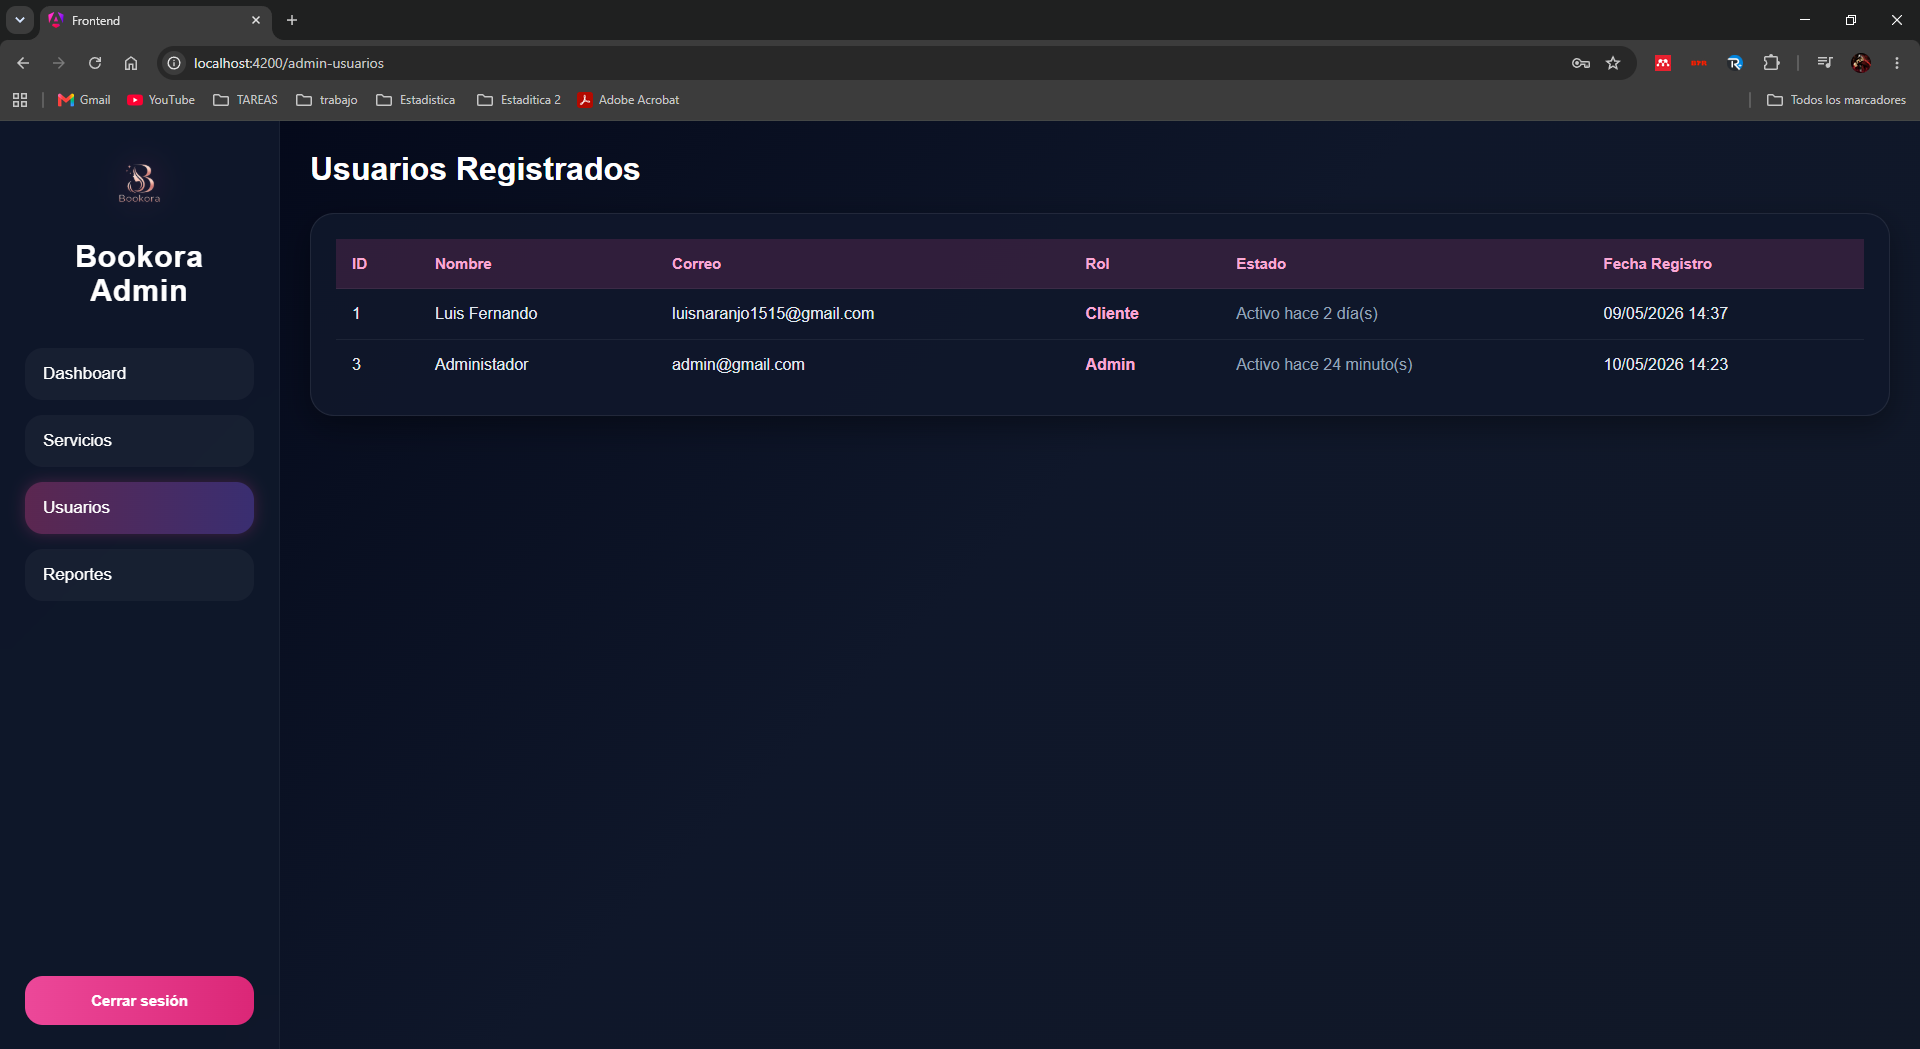 Frontend
localhost:4200/admin-usuarios
Gmail YouTube TAREAS trabajo Estadistica Estaditica 2 Adobe Acrobat Todos los marcadores
Bookora
Bookora
Admin
Dashboard
Servicios
Usuarios
Reportes
Cerrar sesión
Usuarios Registrados
ID Nombre Correo Rol Estado Fecha Registro
1 Luis Fernando luisnaranjo1515@gmail.com Cliente Activo hace 2 día(s) 09/05/2026 14:37
3 Administador admin@gmail.com Admin Activo hace 24 minuto(s) 10/05/2026 14:23